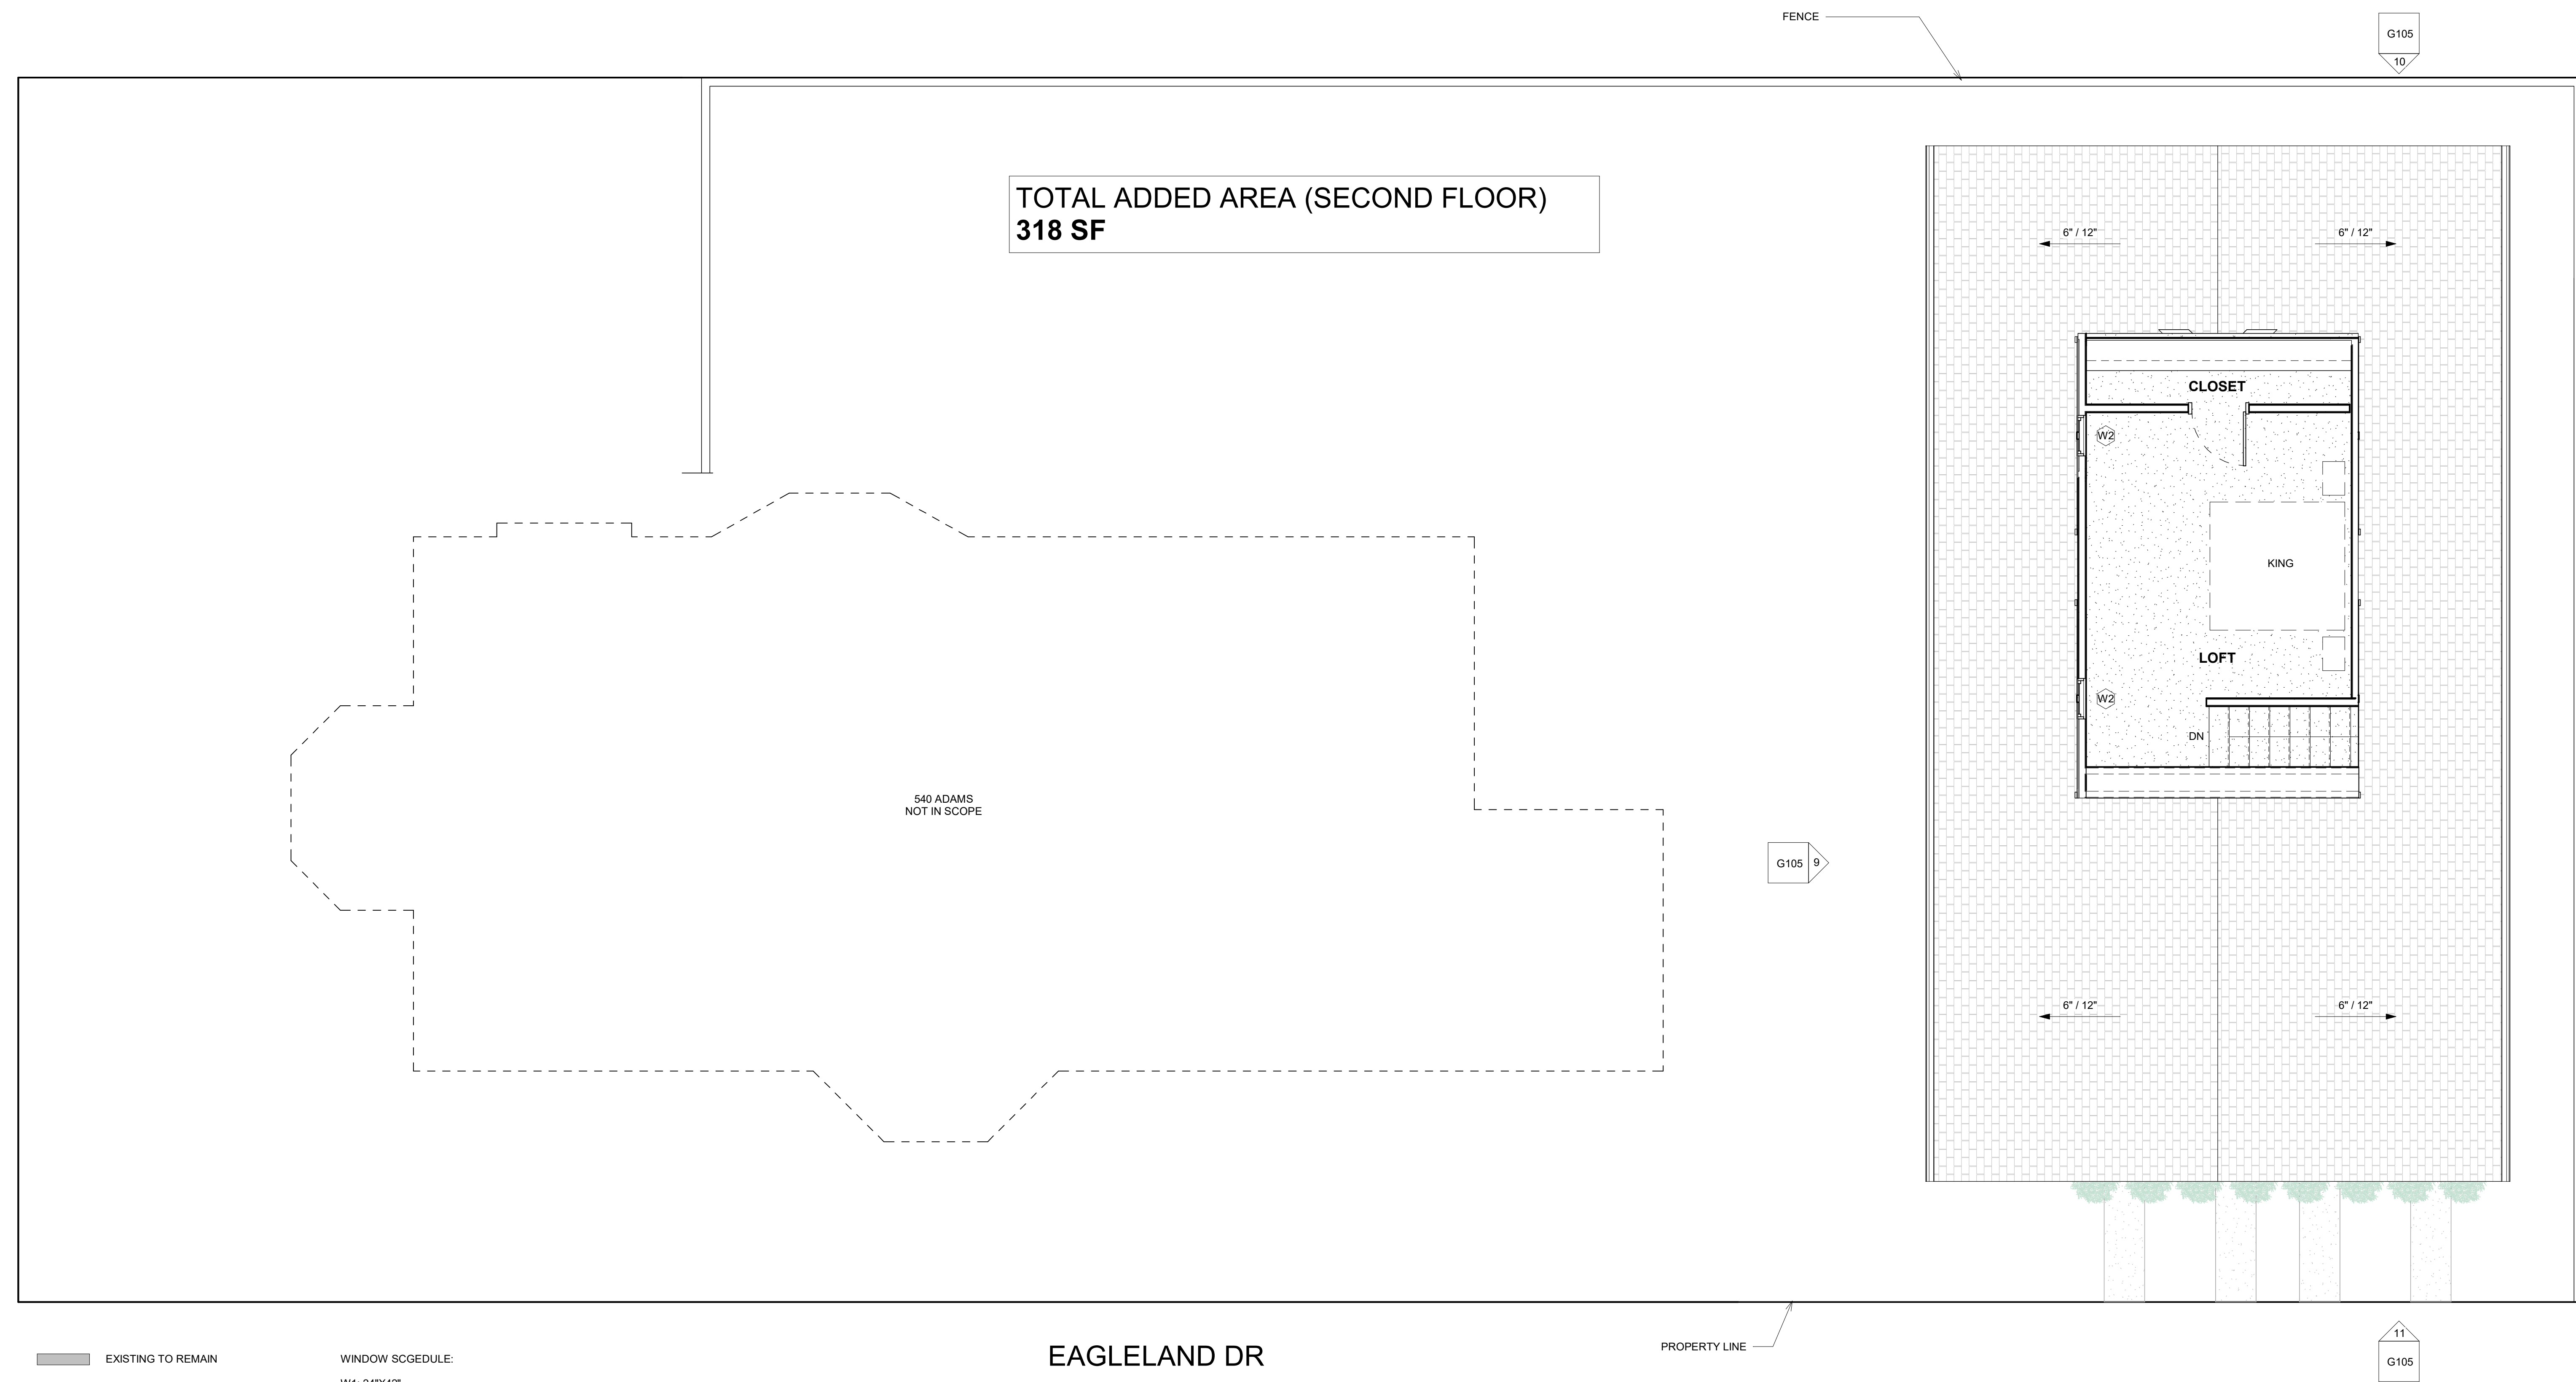 FENCE
G105
10
TOTAL ADDED AREA (SECOND FLOOR)
318 SF
6" / 12"
6" / 12"
CLOSET
W2
KING
LOFT
W2
DN
540 ADAMS
NOT IN SCOPE
G105
9
6" / 12"
6" / 12"
PROPERTY LINE
11
G105
EAGLELAND DR
EXISTING TO REMAIN
WINDOW SCGEDULE: